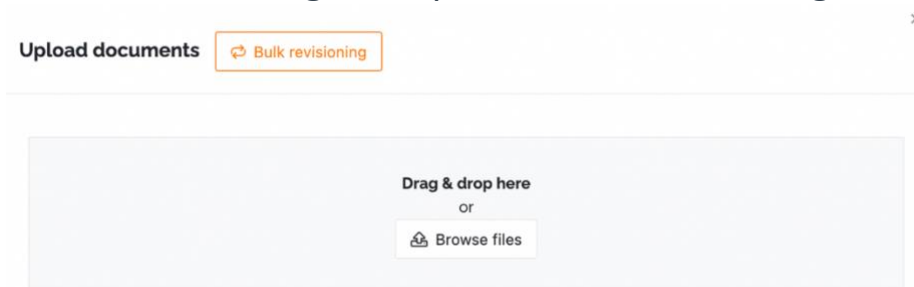 Upload documents Bulk revisioning
Drag & drop here
or
Browse files